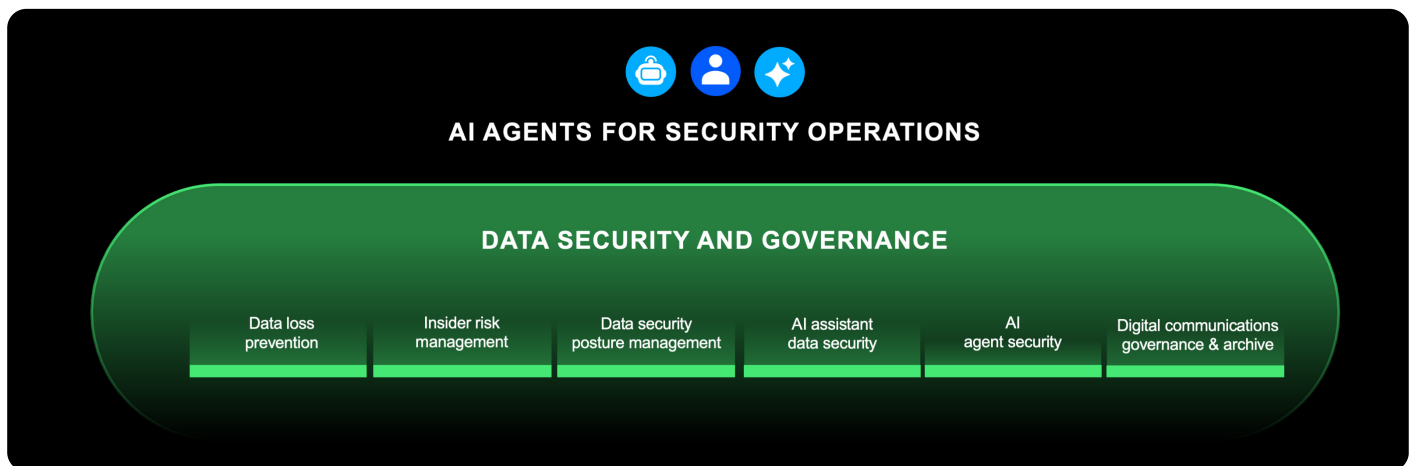 AI AGENTS FOR SECURITY OPERATIONS
DATA SECURITY AND GOVERNANCE
Data loss
prevention
Insider risk
management
Data security
posture management
AI assistant
data security
AI
agent security
Digital communications
governance & archive